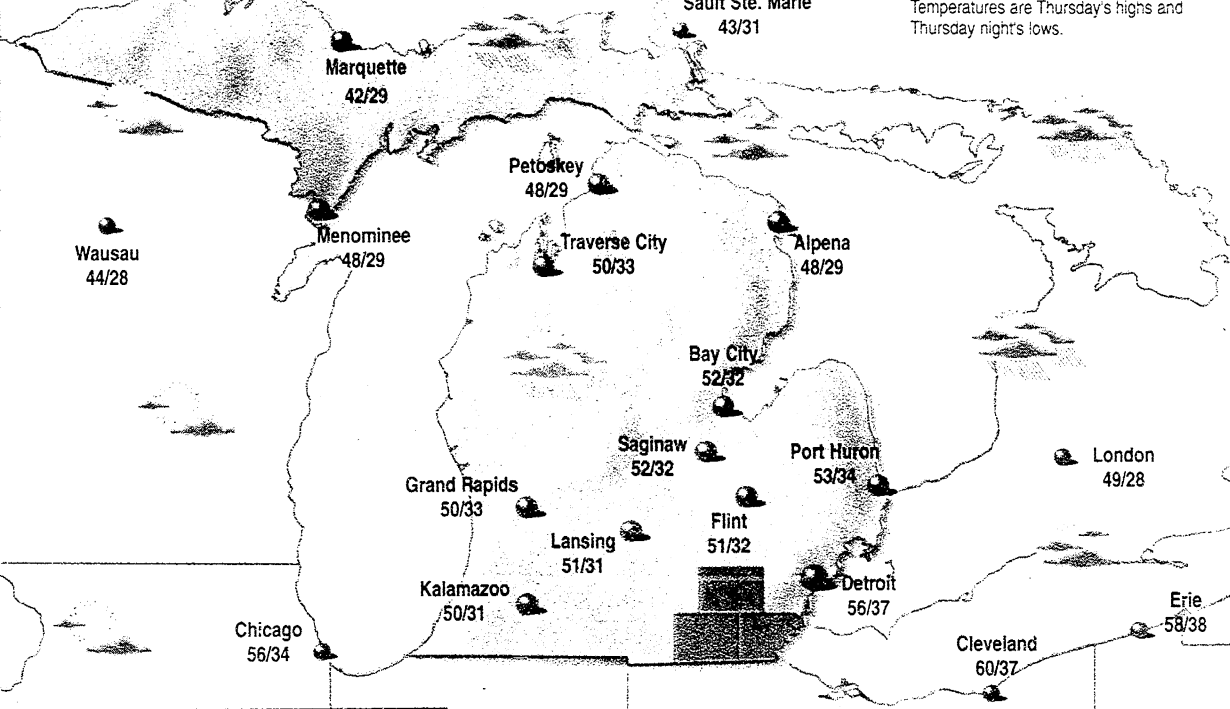 Sault Ste. Marie
43/31
Temperatures are Thursday's highs and
Thursday night's lows.
Marquette
42/29
Petoskey
48/29
Wausau
44/28
Menominee
48/29
Traverse City
50/33
Alpena
48/29
Bay City
52/32
Saginaw
52/32
Port Huron
53/34
London
49/28
Grand Rapids
50/33
Flint
51/32
Lansing
51/31
Kalamazoo
50/31
Detroit
56/37
Erie
58/38
Chicago
56/34
Cleveland
60/37